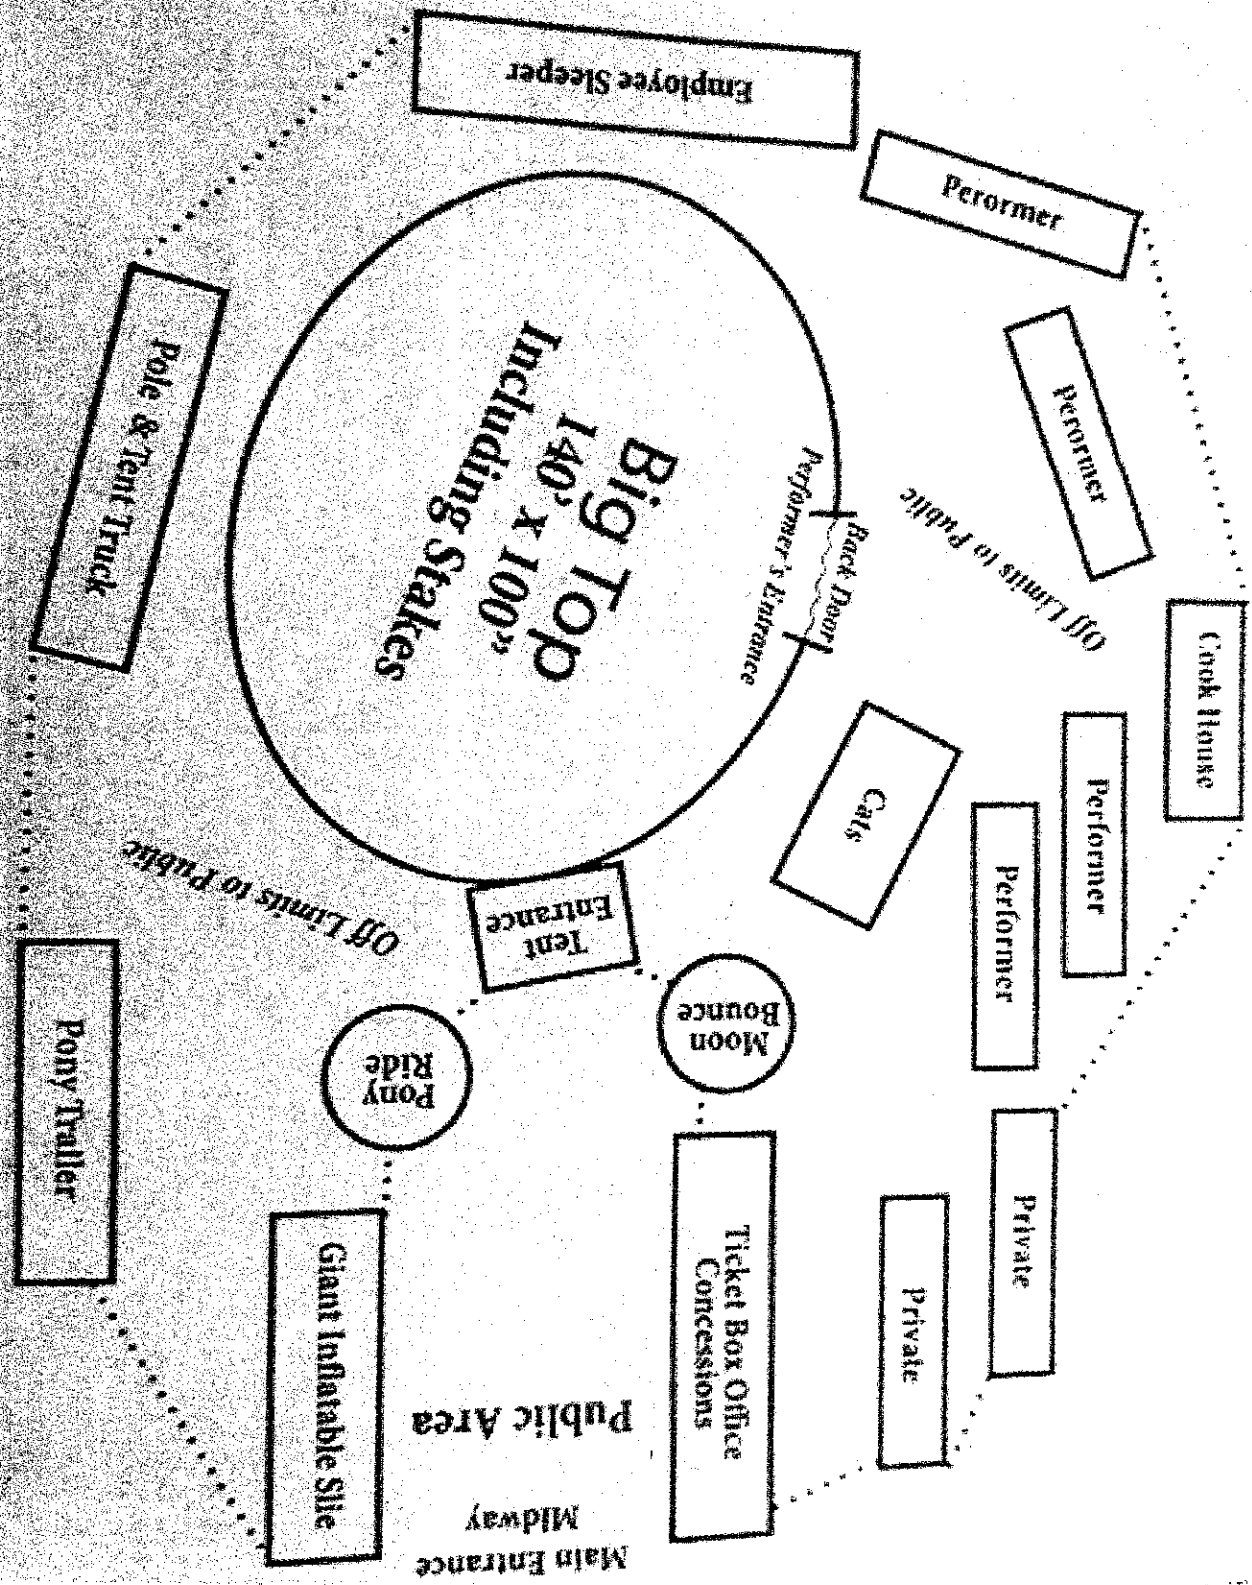 Main Entrance
Midway
Public Area
Giant Inflatable Slie
Ticket Box Office
Concessions
Private
Private
Pony Trailer
Pony
Ride
Moon
Bounce
Tent
Entrance
Off Limits to Public
Performer
Performer
Cats
Cook House
Off Limits to Public
Back Door
Performer's Entrance
Big Top
140’ x 100”
Including Stakes
Pole & Tent Truck
Perormer
Perormer
Employee Sleeper